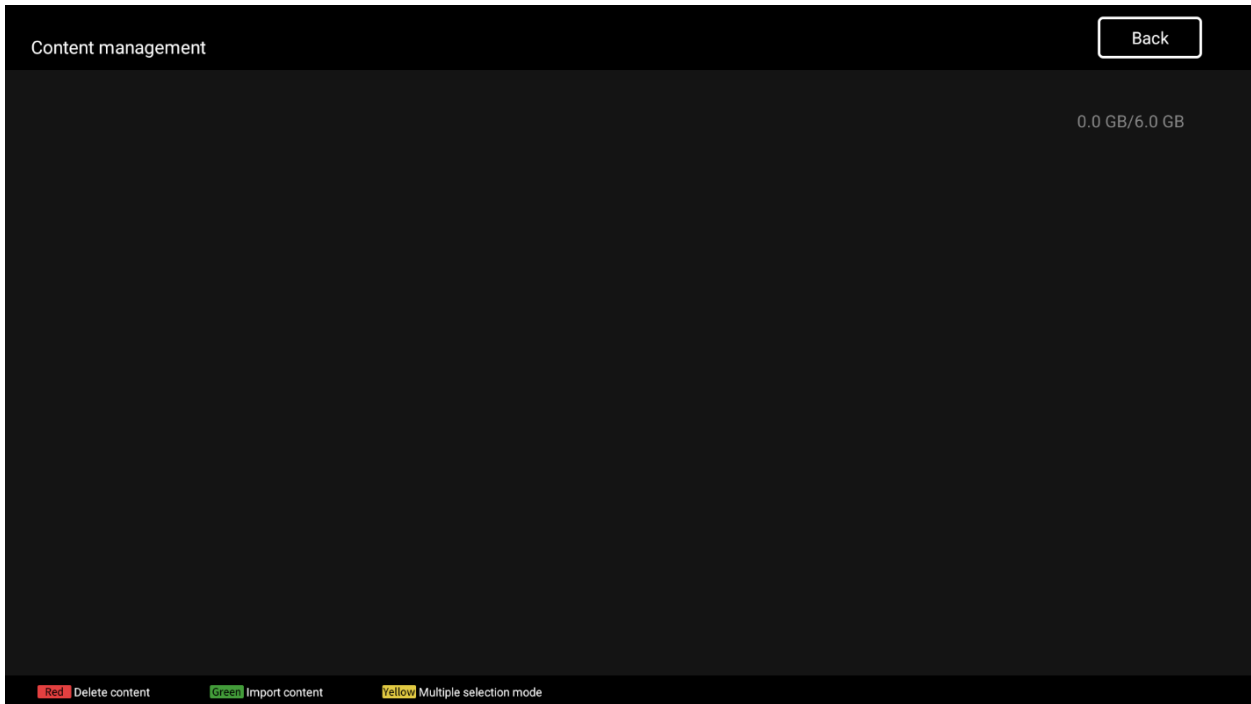 Content management
Back
0.0 GB/6.0 GB
Red Delete content Green Import content Yellow Multiple selection mode